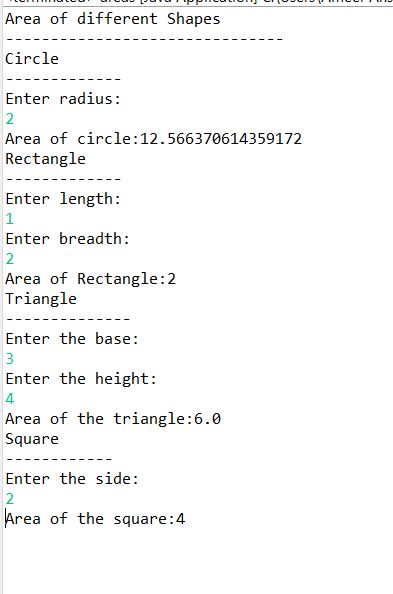 <terminated> areas [Java Application] C:\Users\Ameer
Area of different Shapes
-------------------------------
Circle
-------------
Enter radius:
2
Area of circle:12.566370614359172
Rectangle
-------------
Enter length:
1
Enter breadth:
2
Area of Rectangle:2
Triangle
--------------
Enter the base:
3
Enter the height:
4
Area of the triangle:6.0
Square
------------
Enter the side:
2
Area of the square:4